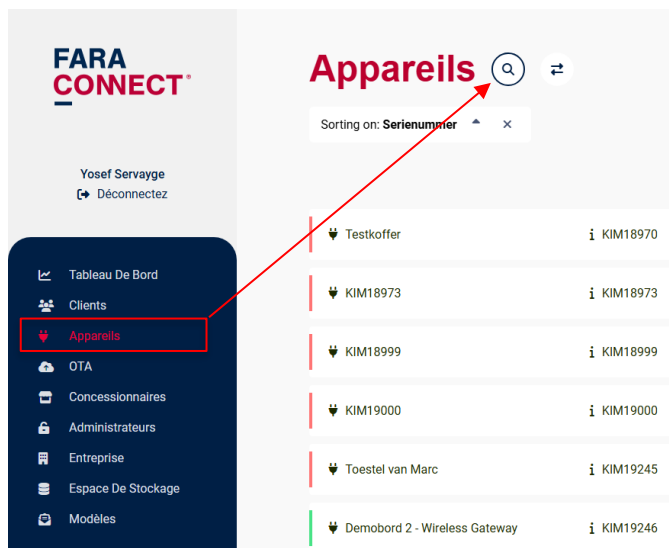 FARA
CONNECT®
Yosef Servayge
Déconnectez
Tableau De Bord
Clients
Appareils
OTA
Concessionnaires
Administrateurs
Entreprise
Espace De Stockage
Modèles
Appareils
Sorting on: Serienummer
Testkoffer KIM18970
KIM18973 KIM18973
KIM18999 KIM18999
KIM19000 KIM19000
Toestel van Marc KIM19245
Demobord 2 - Wireless Gateway KIM19246